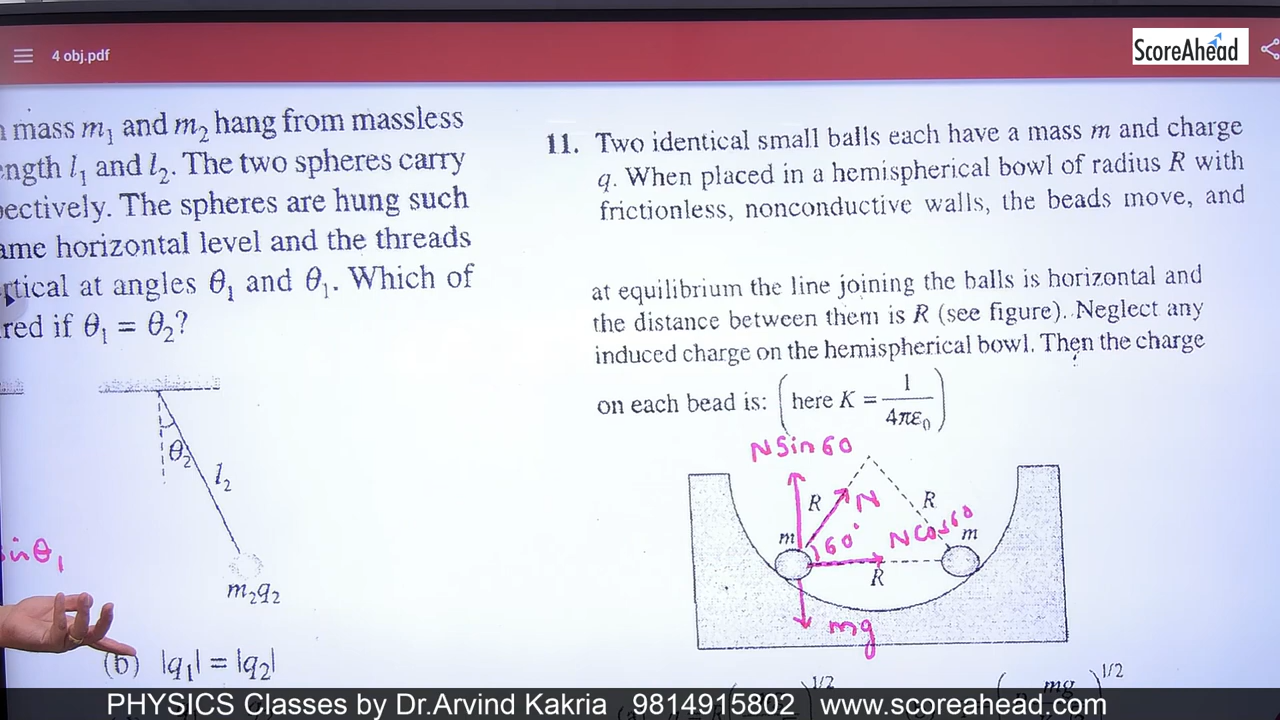 4 obj.pdf
ScoreAhead
mass m₁ and m₂ hang from massless
l₁ and l₂. The two spheres carry
The spheres are hung such
horizontal level and the threads
at angles θ₁ and θ₁. Which of
if θ₁ = θ₂?
θ₂
l₂
m₂q₂
(b) |q₁| = |q₂|
11. Two identical small balls each have a mass m and charge
q. When placed in a hemispherical bowl of radius R with
frictionless, nonconductive walls, the beads move, and
at equilibrium the line joining the balls is horizontal and
the distance between them is R (see figure). Neglect any
induced charge on the hemispherical bowl. Then the charge
on each bead is: (here K = 1/4πε₀)
N Sin 60
R N R
m 60° N Cos 60 m
R
mg
1/2
mg 1/2
PHYSICS Classes by Dr.Arvind Kakria 9814915802 www.scoreahead.com